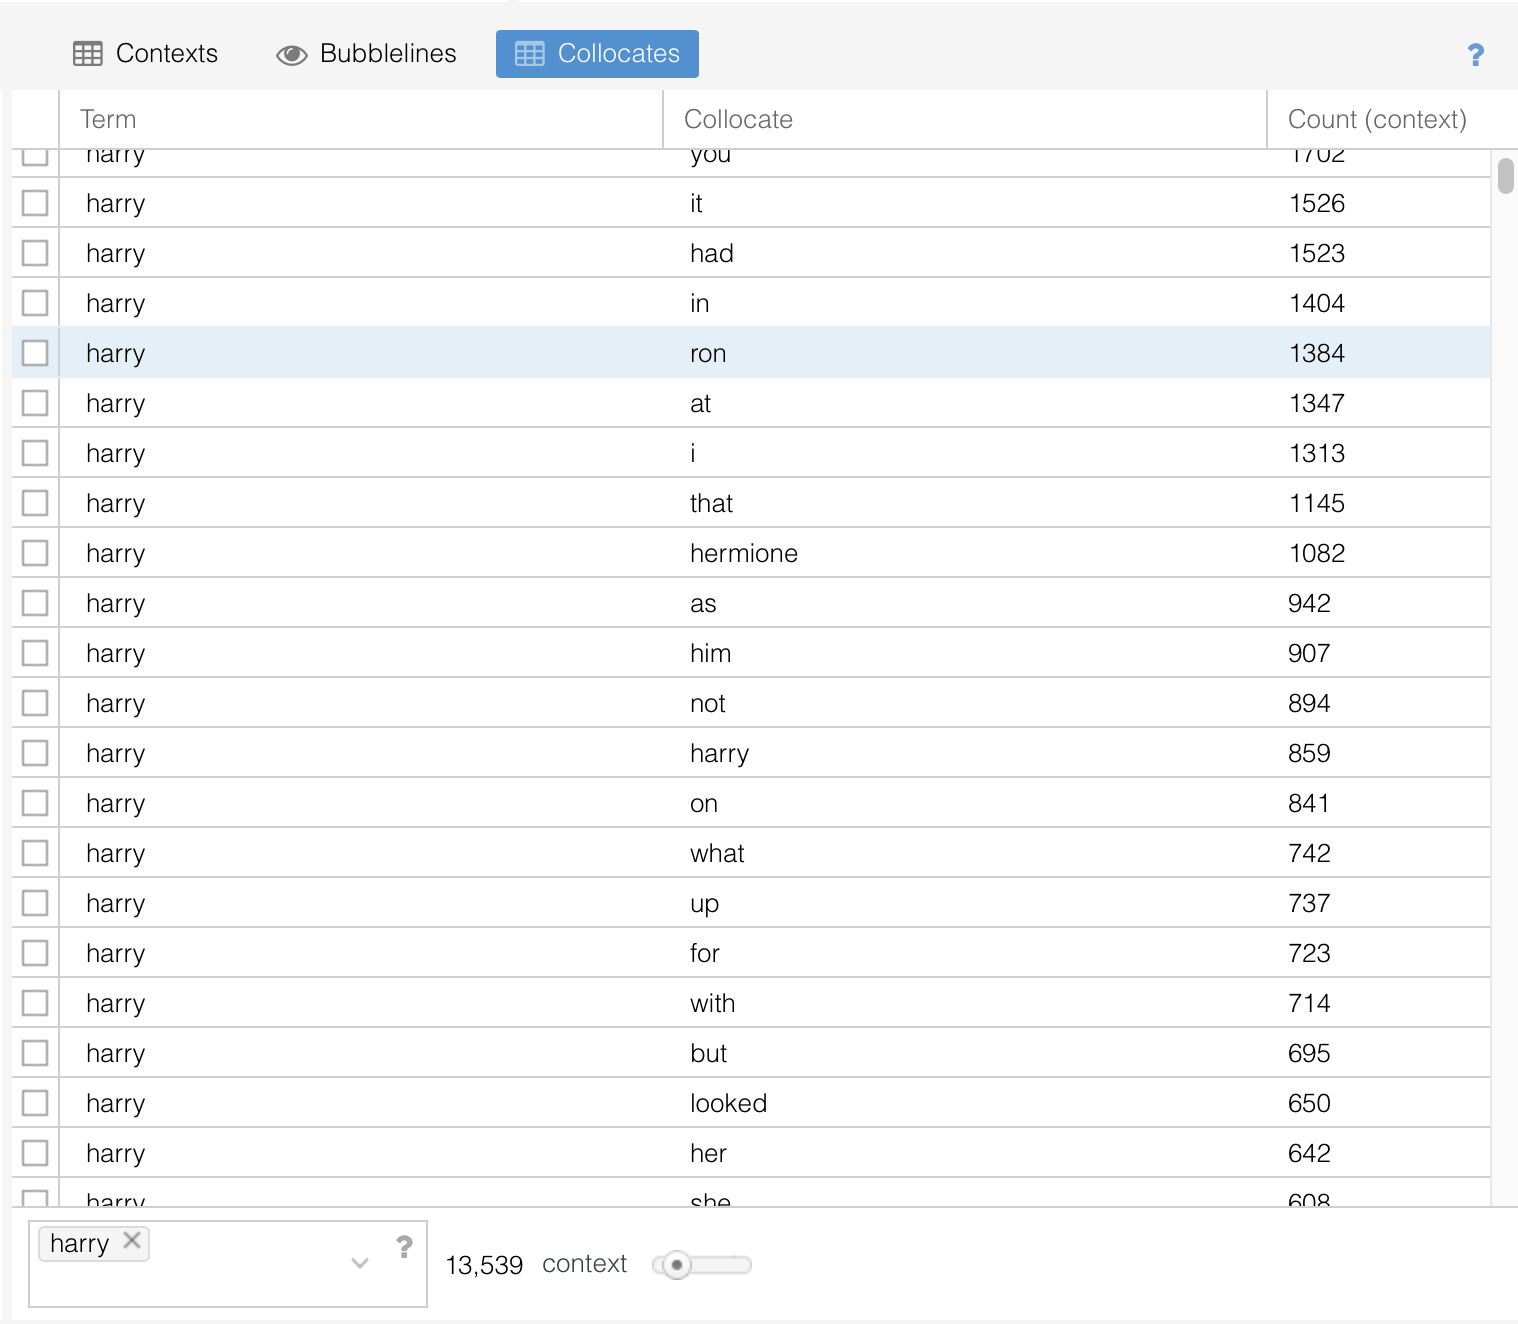 Contexts Bubblelines Collocates ?
Term Collocate Count (context)
harry you 1702
harry it 1526
harry had 1523
harry in 1404
harry ron 1384
harry at 1347
harry i 1313
harry that 1145
harry hermione 1082
harry as 942
harry him 907
harry not 894
harry harry 859
harry on 841
harry what 742
harry up 737
harry for 723
harry with 714
harry but 695
harry looked 650
harry her 642
harry she 608
harry ? 13,539 context